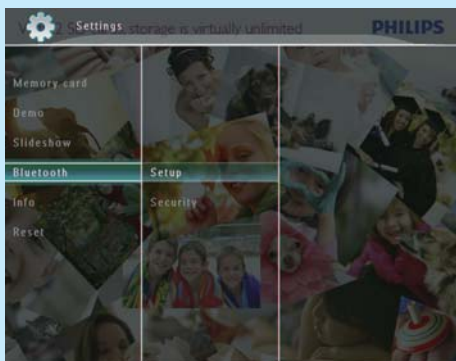 Settings
storage is virtually unlimited
PHILIPS
Memory card
Demo
Slideshow
Bluetooth
Setup
Info
Security
Reset